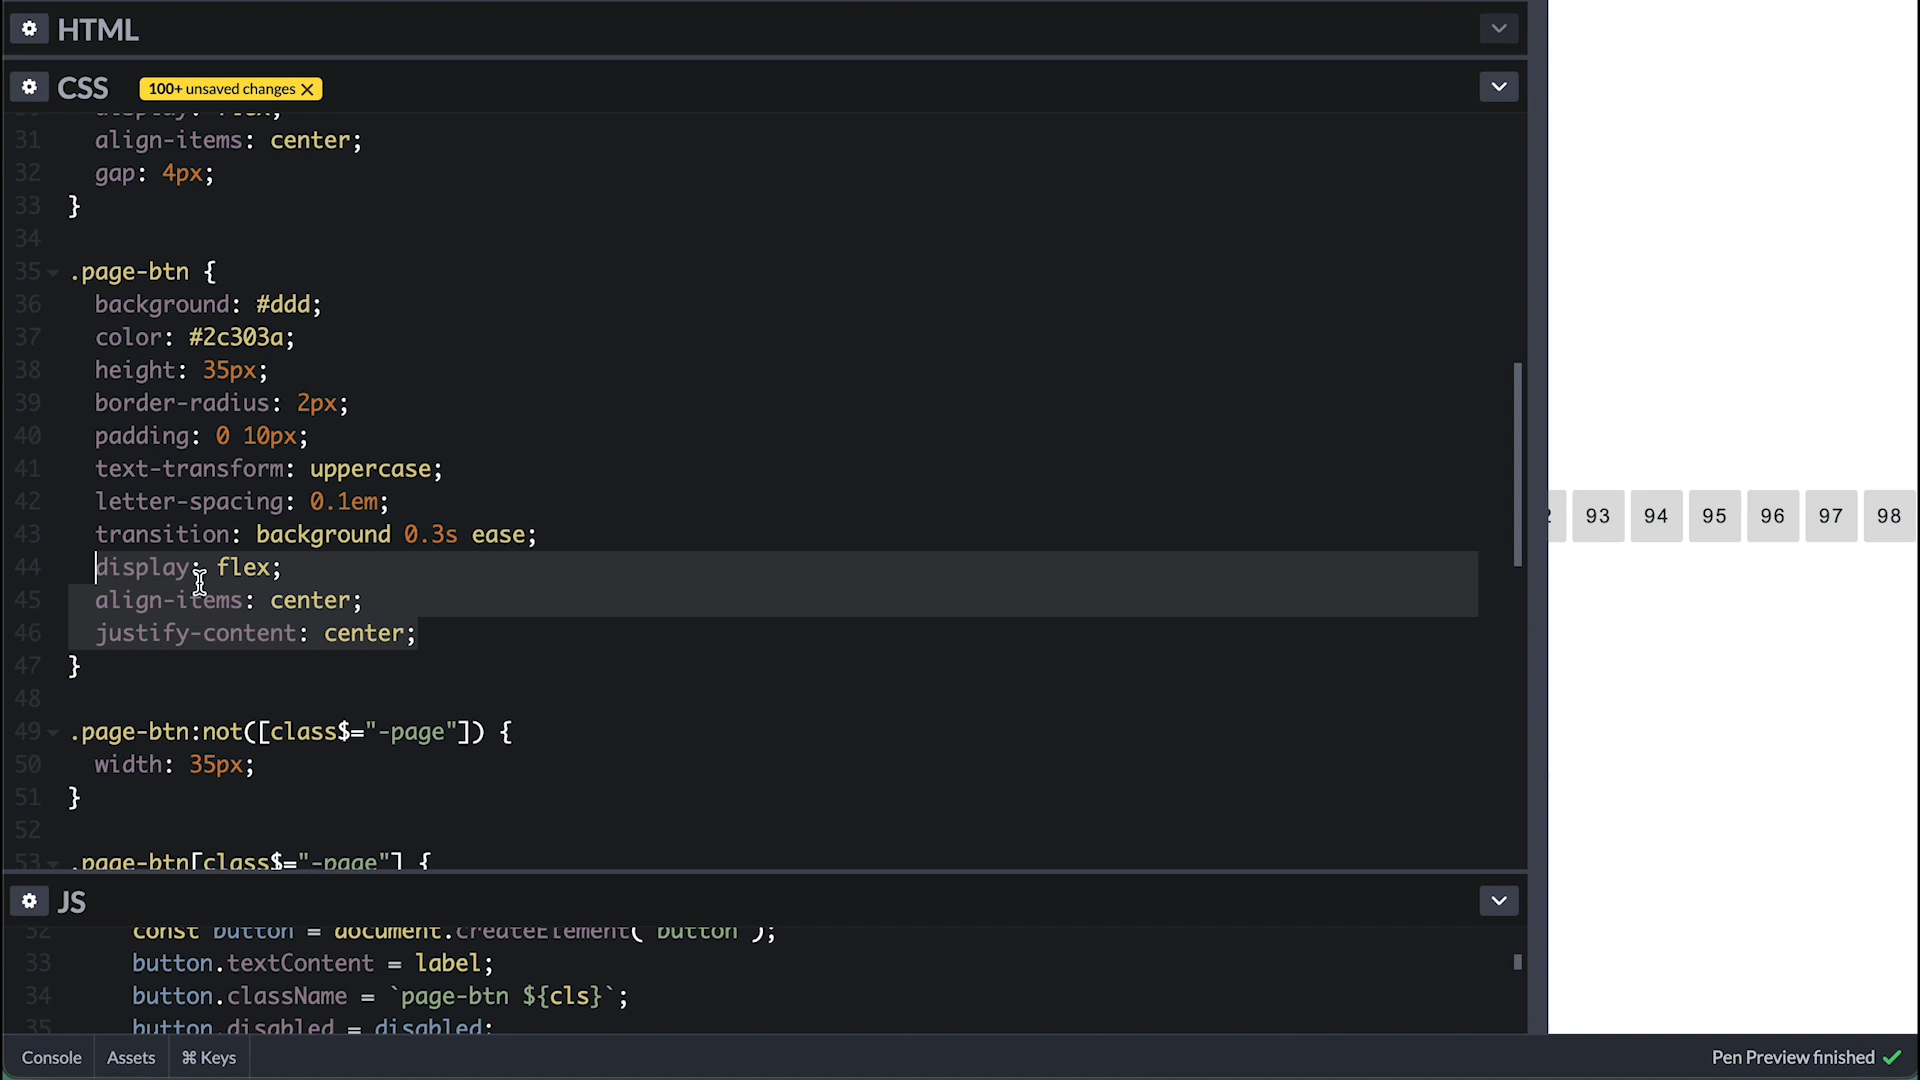 HTML
CSS 100+ unsaved changes
display: flex;
31 align-items: center;
32 gap: 4px;
33 }
34
35 .page-btn {
36 background: #ddd;
37 color: #2c303a;
38 height: 35px;
39 border-radius: 2px;
40 padding: 0 10px;
41 text-transform: uppercase;
42 letter-spacing: 0.1em;
43 transition: background 0.3s ease;
44 display: flex;
45 align-items: center;
46 justify-content: center;
47 }
48
49 .page-btn:not([class$="-page"]) {
50 width: 35px;
51 }
52
53 .page-btn[class$="-page"] {
93 94 95 96 97 98
JS
32 const button = document.createElement("button");
33 button.textContent = label;
34 button.className = `page-btn ${cls}`;
35 button.disabled = disabled;
Console Assets ⌘ Keys
Pen Preview finished